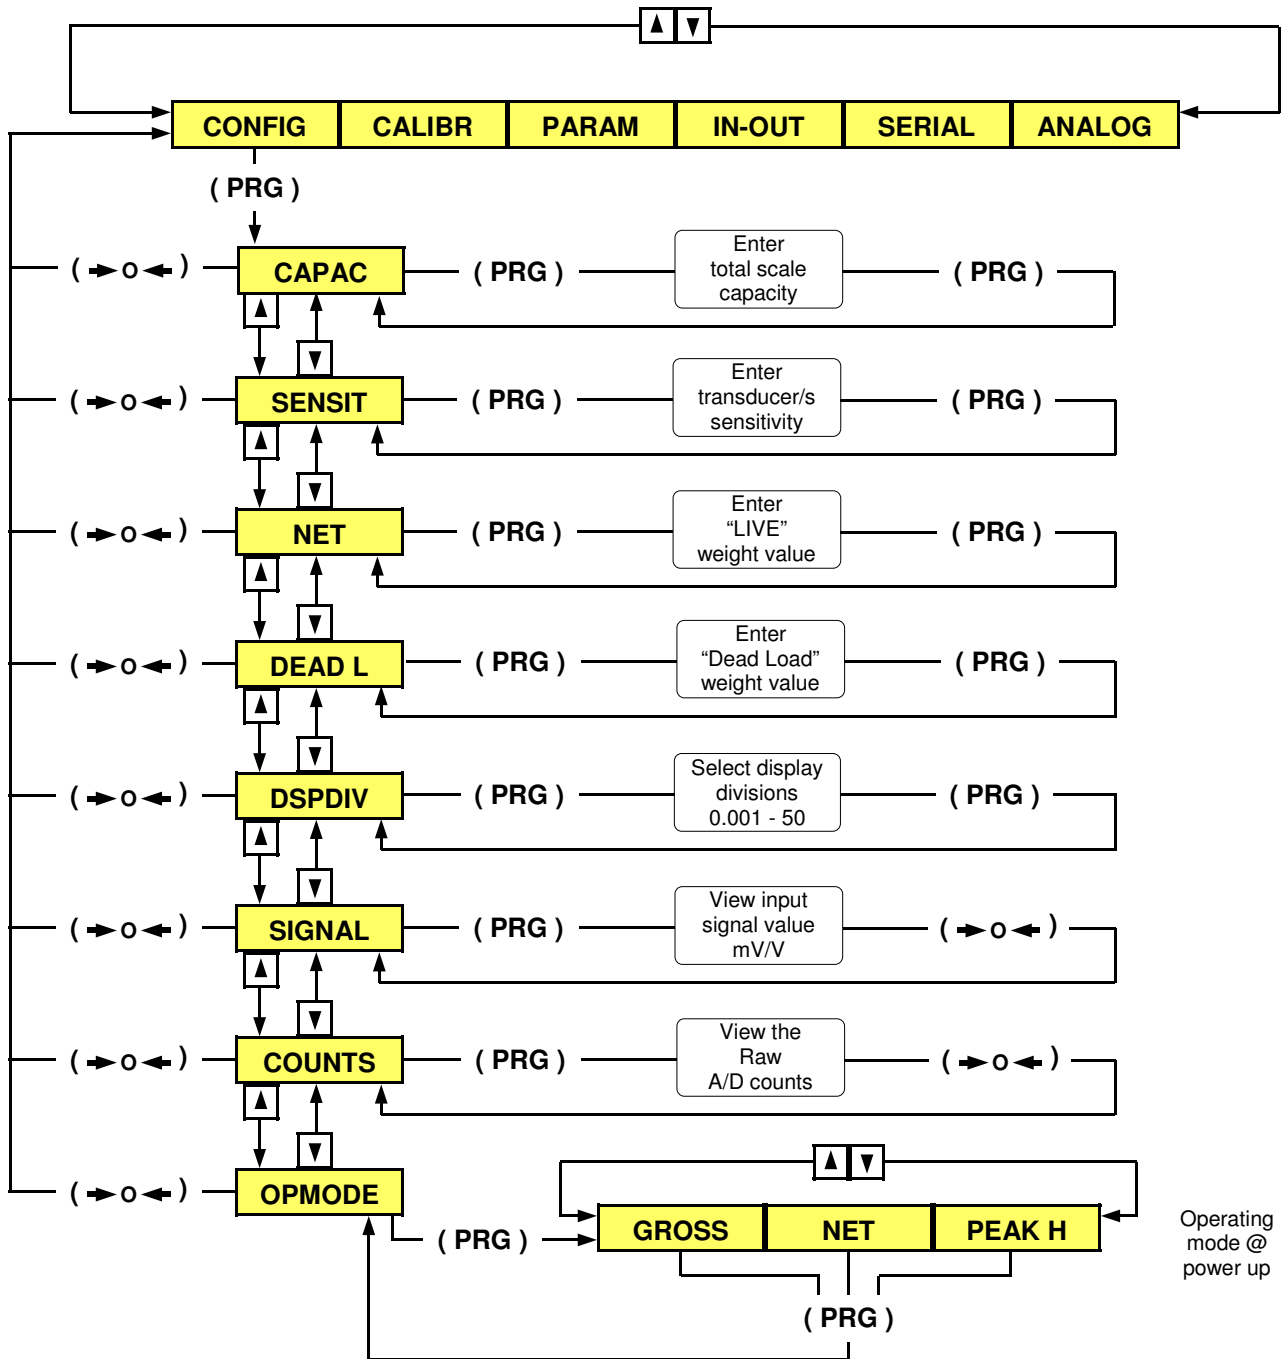 CONFIG CALIBR PARAM IN-OUT SERIAL ANALOG
( PRG )
( o ) CAPAC ( PRG ) Enter
total scale
capacity ( PRG )
( o ) SENSIT ( PRG ) Enter
transducer/s
sensitivity ( PRG )
( o ) NET ( PRG ) Enter
“LIVE”
weight value ( PRG )
( o ) DEAD L ( PRG ) Enter
“Dead Load”
weight value ( PRG )
( o ) DSPDIV ( PRG ) Select display
divisions
0.001 - 50 ( PRG )
( o ) SIGNAL ( PRG ) View input
signal value
mV/V ( o )
( o ) COUNTS ( PRG ) View the
Raw
A/D counts ( o )
( o ) OPMODE ( PRG ) GROSS NET PEAK H
Operating
mode @
power up
( PRG )